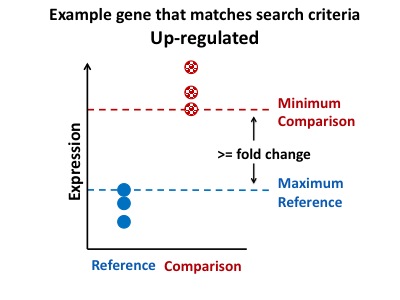 Example gene that matches search criteria
Up-regulated
Expression
Minimum
Comparison
>= fold change
Maximum
Reference
Reference Comparison